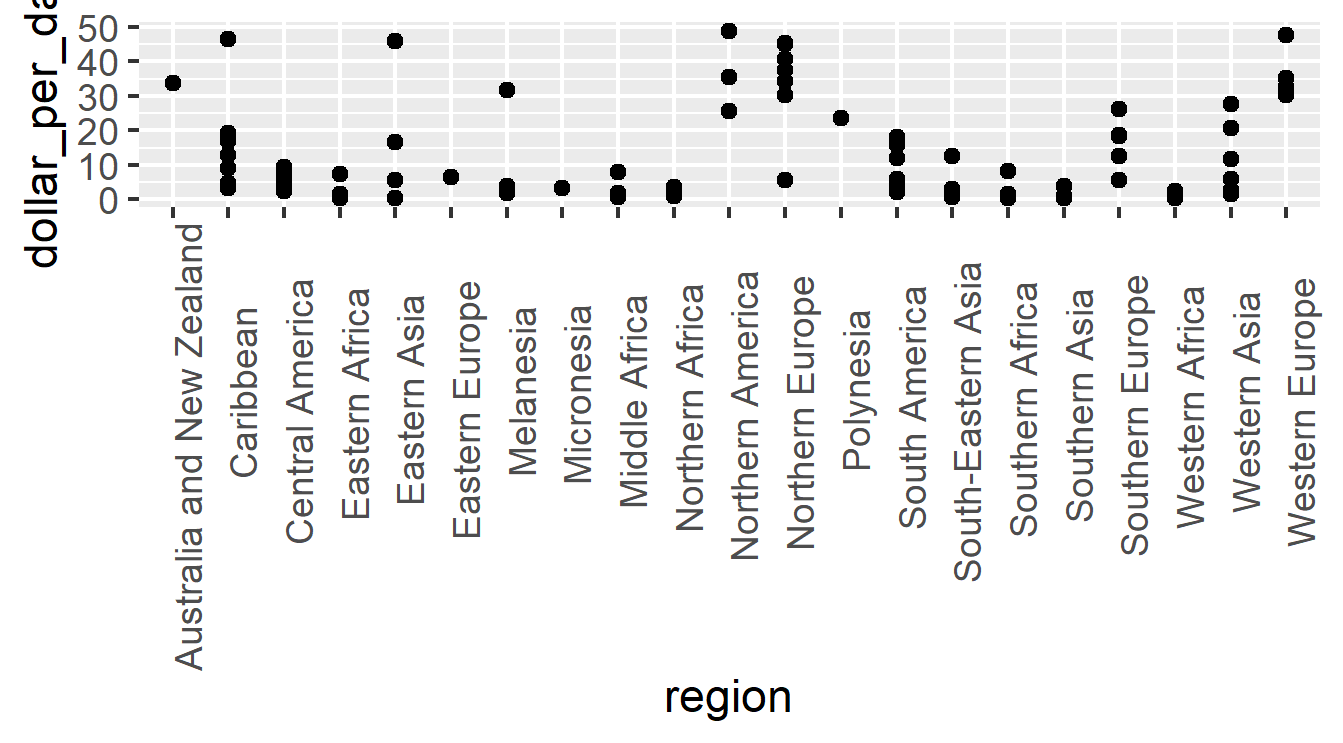 dollar_per_da
50
40
30
20
10
0
Australia and New Zealand
Caribbean
Central America
Eastern Africa
Eastern Asia
Eastern Europe
Melanesia
Micronesia
Middle Africa
Northern Africa
Northern America
Northern Europe
Polynesia
South America
South-Eastern Asia
Southern Africa
Southern Asia
Southern Europe
Western Africa
Western Asia
Western Europe
region